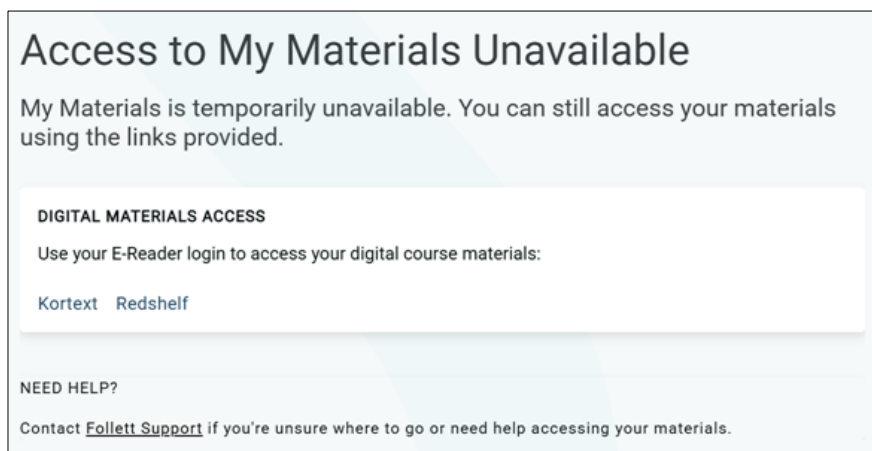 Access to My Materials Unavailable
My Materials is temporarily unavailable. You can still access your materials
using the links provided.
DIGITAL MATERIALS ACCESS
Use your E-Reader login to access your digital course materials:
Kortext Redshelf
NEED HELP?
Contact Follett Support if you're unsure where to go or need help accessing your materials.